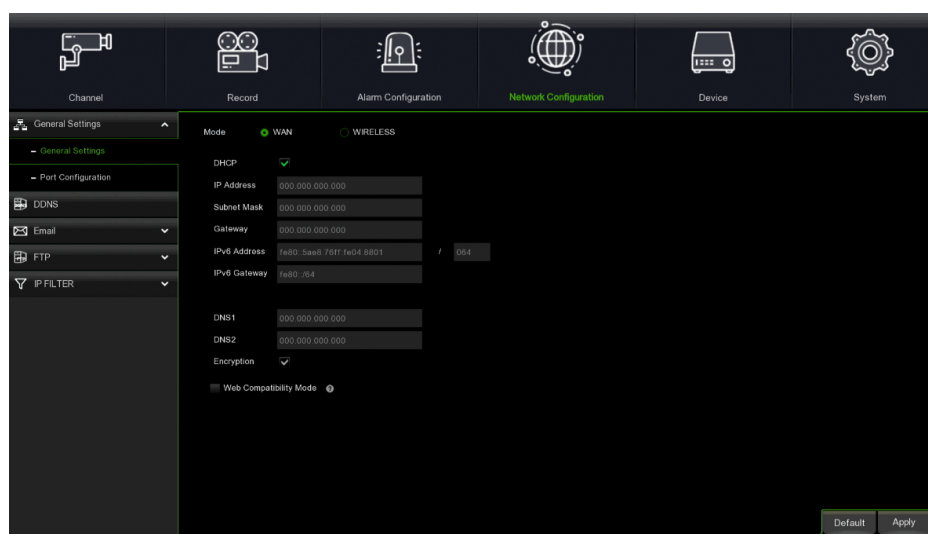 Channel
Record
Alarm Configuration
Network Configuration
Device
System
General Settings
General Settings
Port Configuration
DDNS
Email
FTP
IP FILTER
Mode WAN WIRELESS
DHCP
IP Address 000.000.000.000
Subnet Mask 000.000.000.000
Gateway 000.000.000.000
IPv6 Address fe80::5ae8:76ff:fe04:8801 / 064
IPv6 Gateway fe80::/64
DNS1 000.000.000.000
DNS2 000.000.000.000
Encryption
Web Compatibility Mode ?
Default Apply